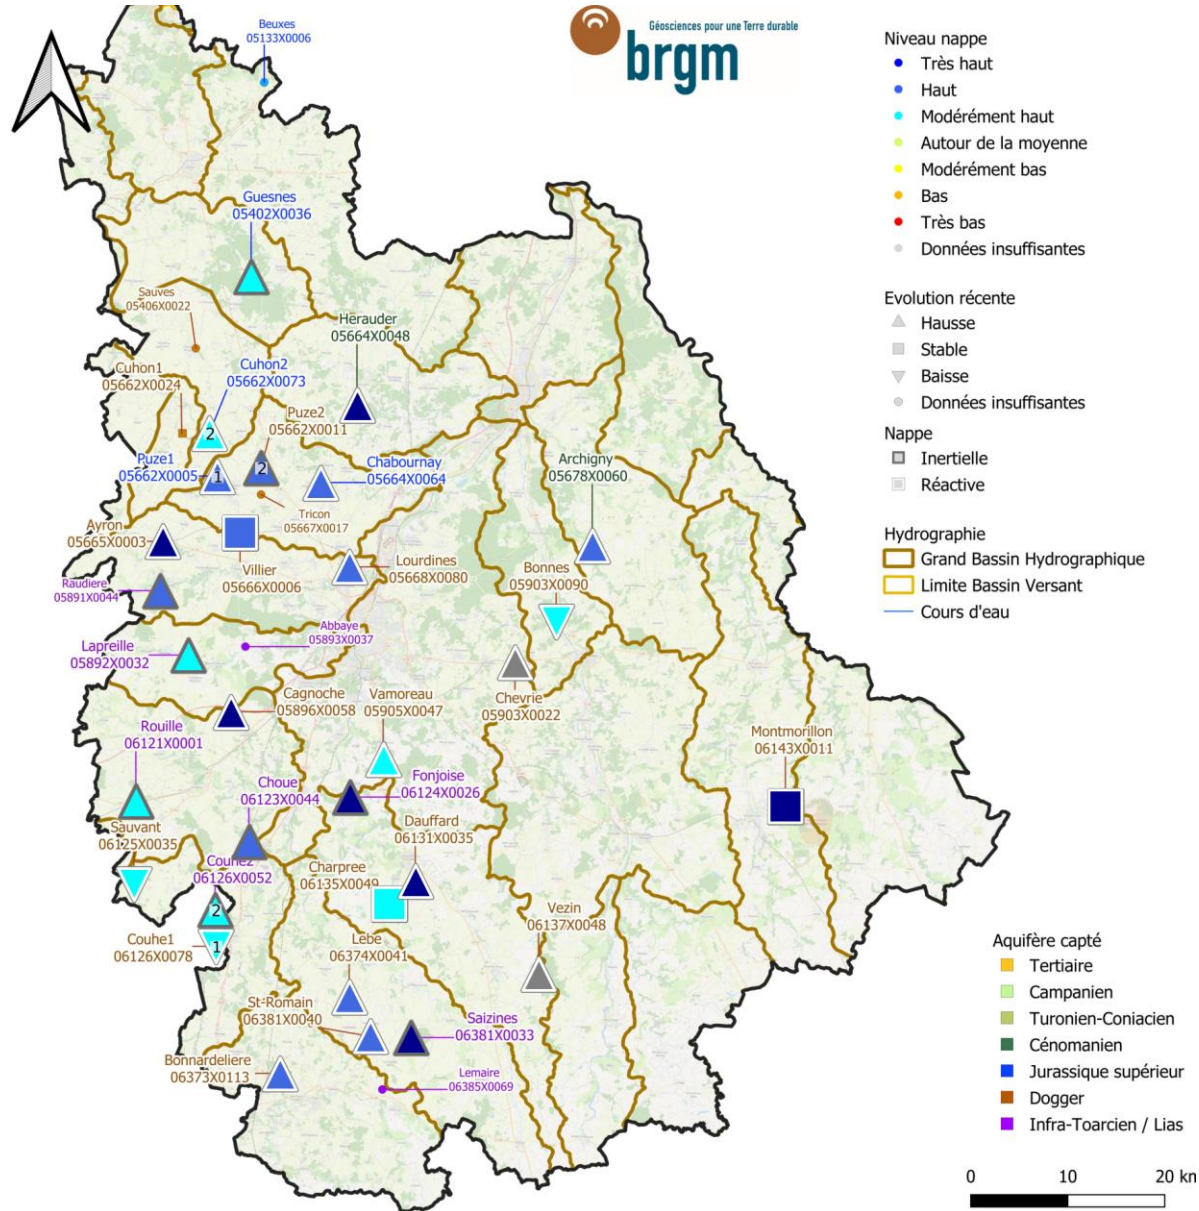 Beuxes
05133X0006
Géosciences pour une Terre durable
brgm
Guesnes
05402X0036
Sauves
05406X0022
Herauder
05664X0048
Cuhon1
05662X0024
Cuhon2
05662X0073
Puze2
05662X0011
2
Puze1
05662X0005
1
2
Chabournay
05664X0064
Archigny
05678X0060
Tricon
05667X0017
Ayron
05665X0003
Villier
05666X0006
Lourdines
05668X0080
Bonnes
05903X0090
Raudiere
05891X0044
Abbaye
05893X0037
Lapreille
05892X0032
Chevrie
05903X0022
Cagnoche
05896X0058
Vamoreau
05905X0047
Rouille
06121X0001
Montmorillon
06143X0011
Choue
06123X0044
Fonjoise
06124X0026
Sauvant
06125X0035
Dauffard
06131X0035
Couhe2
06126X0052
Charpree
06135X0049
2
Couhe1
06126X0078
1
Vezin
06137X0048
Lebe
06374X0041
St-Romain
06381X0040
Saizines
06381X0033
Bonnardeliere
06373X0113
Lemaire
06385X0069
Niveau nappe
Très haut
Haut
Modérément haut
Autour de la moyenne
Modérément bas
Bas
Très bas
Données insuffisantes
Evolution récente
Hausse
Stable
Baisse
Données insuffisantes
Nappe
Inertielle
Réactive
Hydrographie
Grand Bassin Hydrographique
Limite Bassin Versant
Cours d'eau
Aquifère capté
Tertiaire
Campanien
Turonien-Coniacien
Cénomanien
Jurassique supérieur
Dogger
Infra-Toarcien / Lias
0 10 20 km